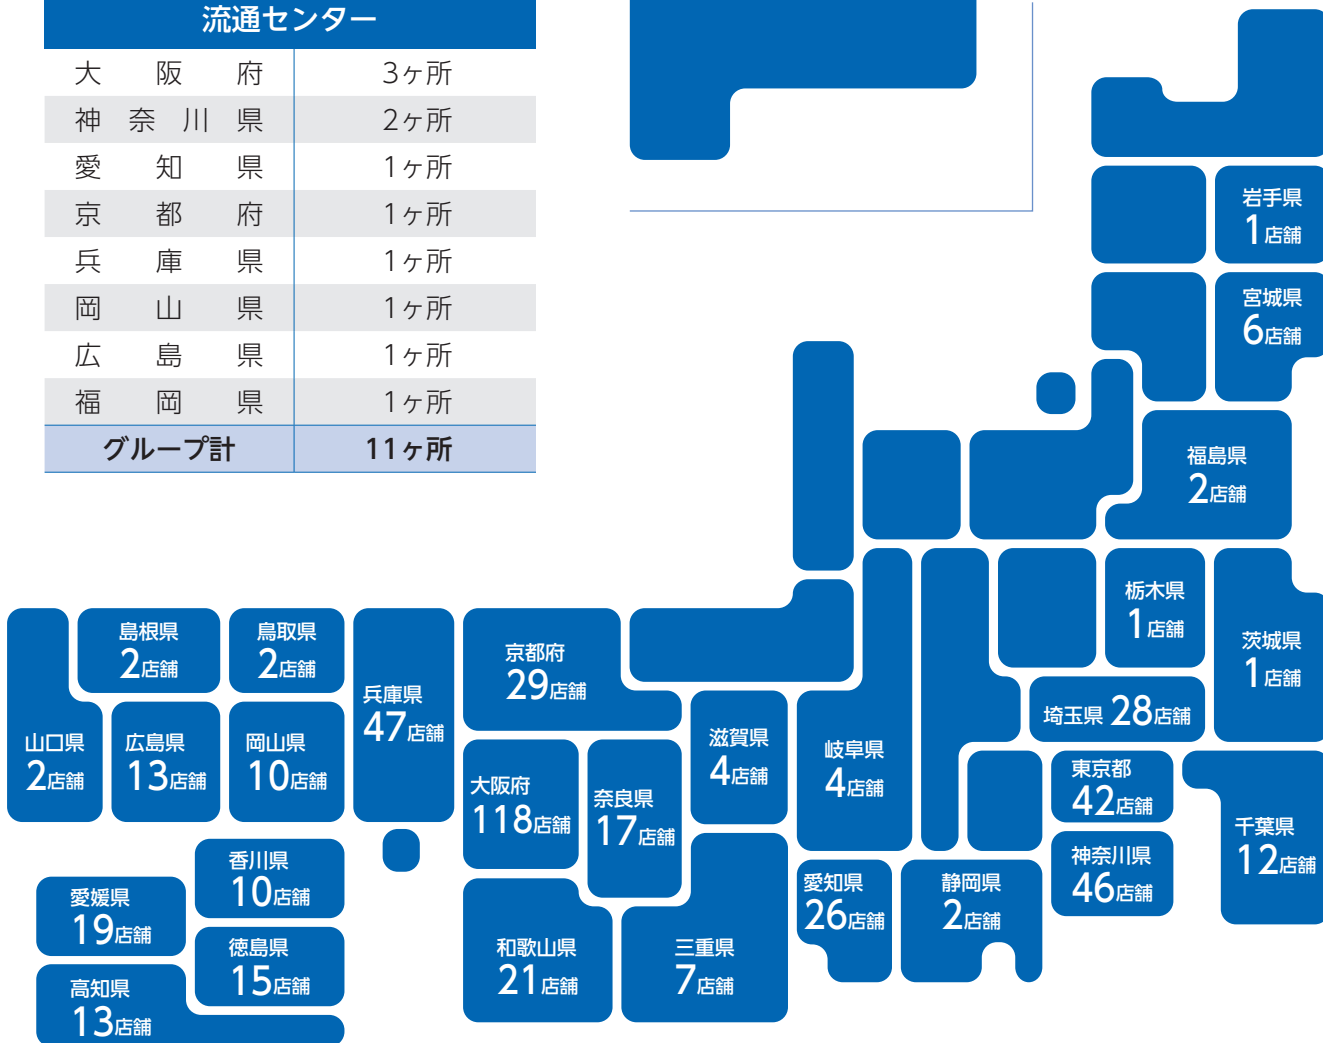 流通センター
大阪府 3ヶ所
神奈川県 2ヶ所
愛知県 1ヶ所
京都府 1ヶ所
兵庫県 1ヶ所
岡山県 1ヶ所
広島県 1ヶ所
福岡県 1ヶ所
グループ計 11ヶ所
岩手県
1店舗
宮城県
6店舗
福島県
2店舗
栃木県
1店舗
茨城県
1店舗
埼玉県 28店舗
東京都
42店舗
千葉県
12店舗
神奈川県
46店舗
静岡県
2店舗
愛知県
26店舗
岐阜県
4店舗
三重県
7店舗
滋賀県
4店舗
京都府
29店舗
大阪府
118店舗
奈良県
17店舗
和歌山県
21店舗
兵庫県
47店舗
鳥取県
2店舗
島根県
2店舗
岡山県
10店舗
広島県
13店舗
山口県
2店舗
香川県
10店舗
徳島県
15店舗
愛媛県
19店舗
高知県
13店舗